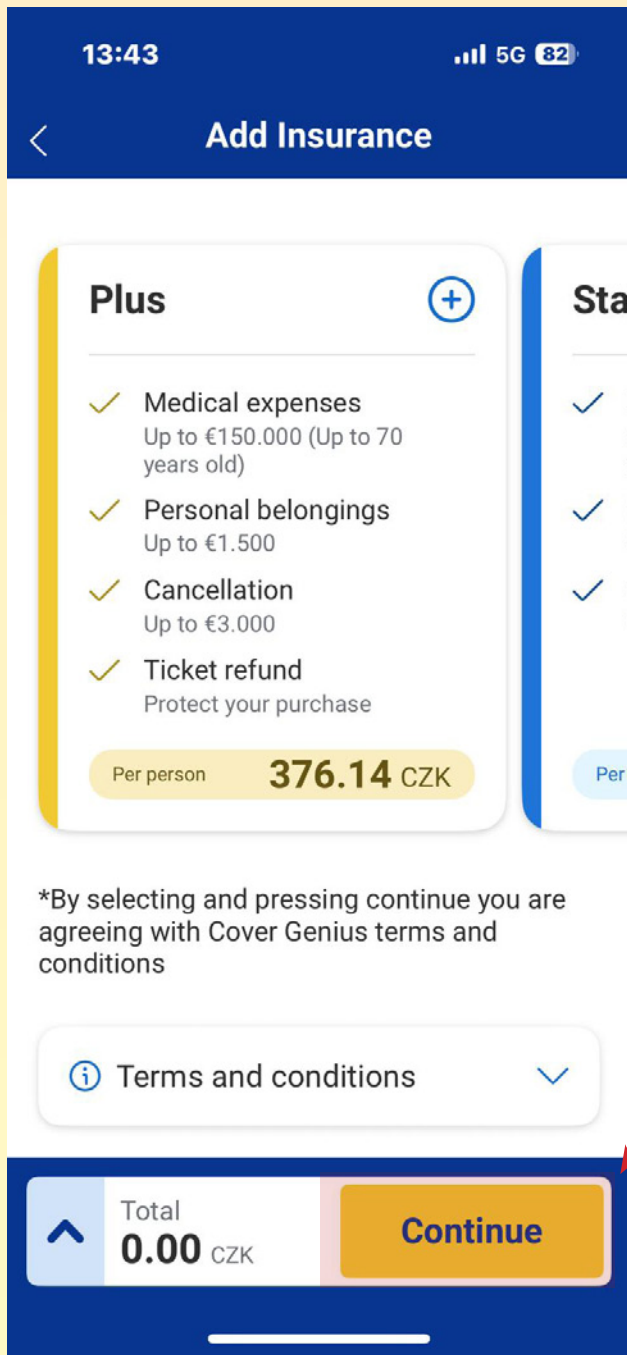 13:43
5G 82
Add Insurance
Plus
Medical expenses
Up to €150.000 (Up to 70
years old)
Personal belongings
Up to €1.500
Cancellation
Up to €3.000
Ticket refund
Protect your purchase
Per person 376.14 CZK
Sta
Per
*By selecting and pressing continue you are
agreeing with Cover Genius terms and
conditions
Terms and conditions
Total
0.00 CZK
Continue